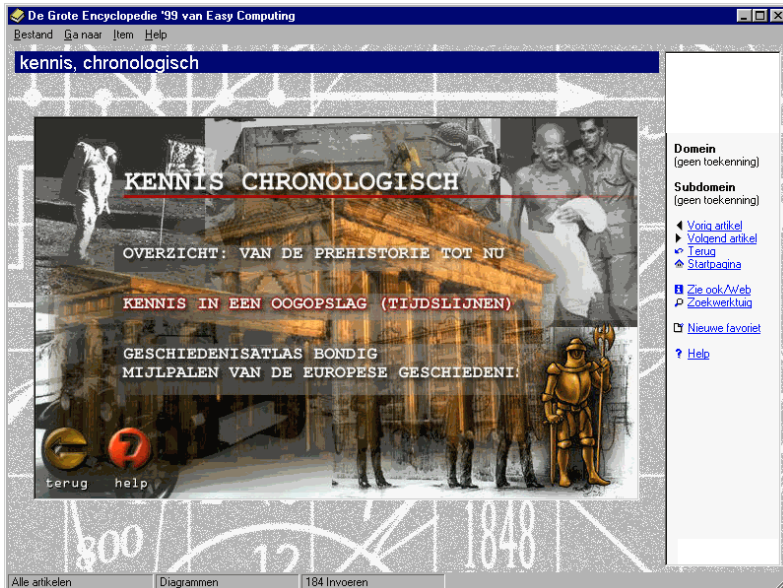 De Grote Encyclopedie '99 van Easy Computing
Bestand Ga naar Item Help
kennis, chronologisch
KENNIS CHRONOLOGISCH
OVERZICHT: VAN DE PREHISTORIE TOT NU
KENNIS IN EEN OOGOPSLAG (TIJDSLIJNEN)
GESCHIEDENISATLAS BONDIG
MIJLPALEN VAN DE EUROPESE GESCHIEDENI
terug help
Domein
(geen toekenning)
Subdomein
(geen toekenning)
Vorig artikel
Volgend artikel
Terug
Startpagina
Zie ook/Web
Zoekwerktuig
Nieuwe favoriet
? Help
800
12
1848
Alle artikelen Diagrammen 184 Invoeren